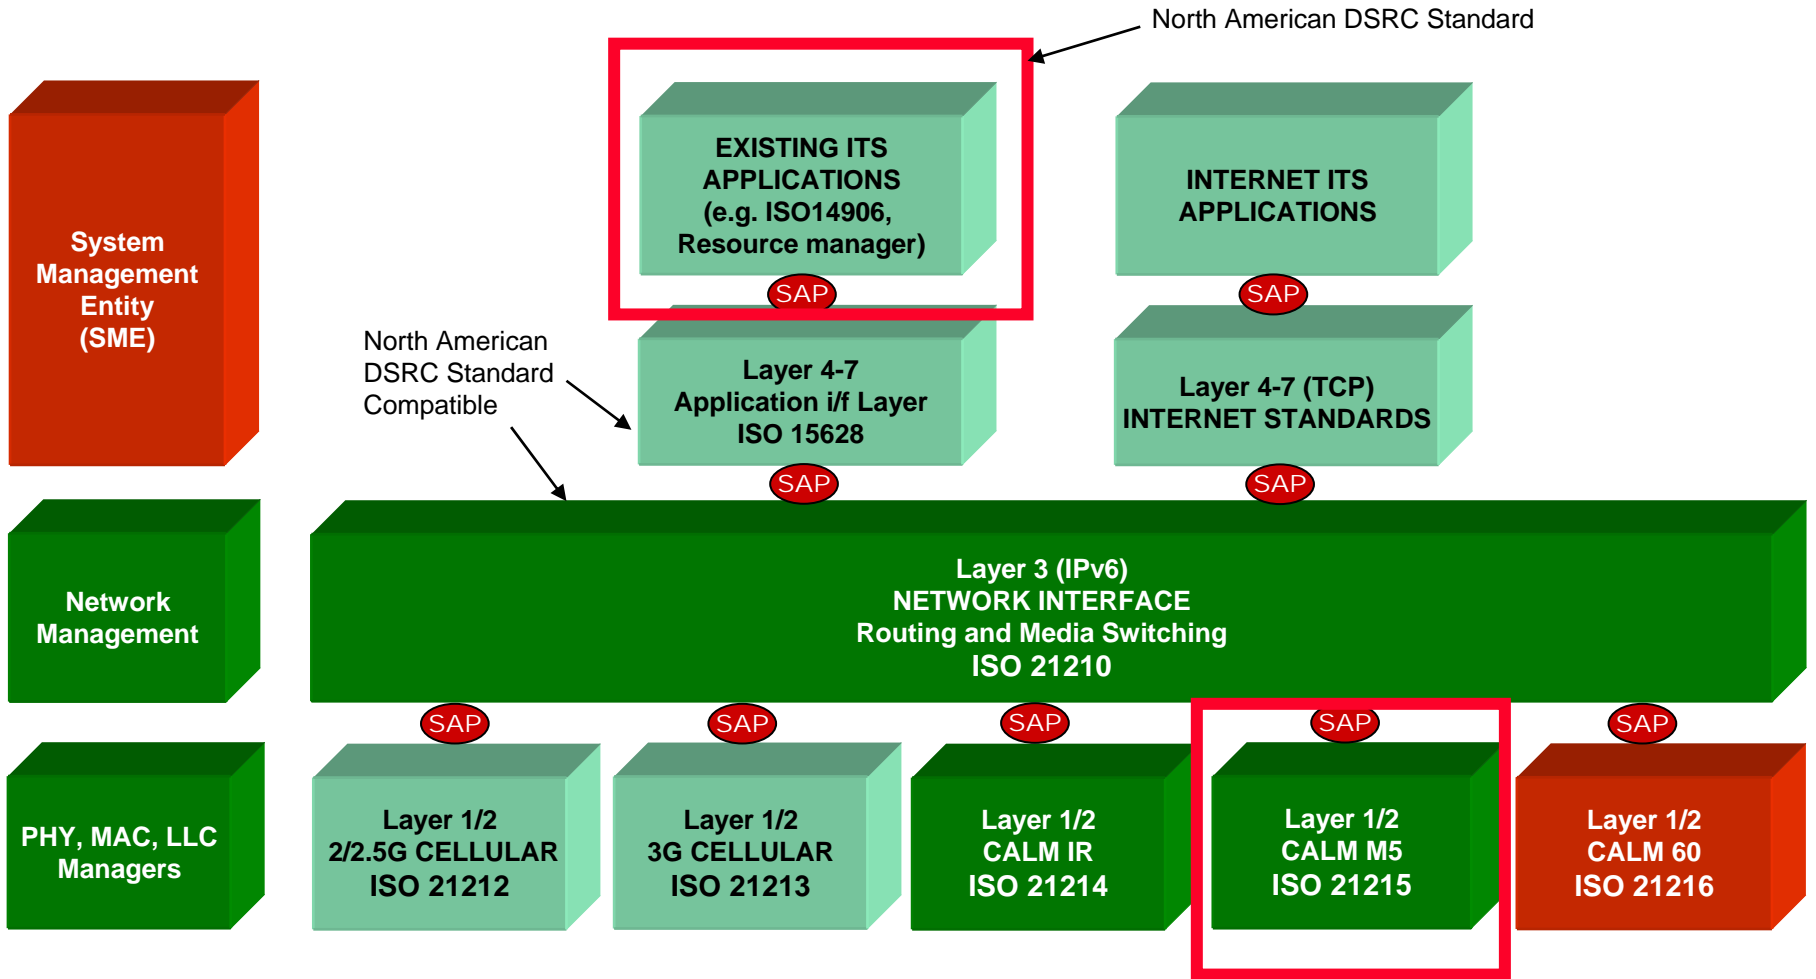 North American DSRC Standard
EXISTING ITS
APPLICATIONS
(e.g. ISO14906,
Resource manager)
INTERNET ITS
APPLICATIONS
System
Management
Entity
(SME)
SAP
SAP
North American
DSRC Standard
Compatible
Layer 4-7
Application i/f Layer
ISO 15628
Layer 4-7 (TCP)
INTERNET STANDARDS
SAP
SAP
Network
Management
Layer 3 (IPv6)
NETWORK INTERFACE
Routing and Media Switching
ISO 21210
SAP
SAP
SAP
SAP
SAP
PHY, MAC, LLC
Managers
Layer 1/2
2/2.5G CELLULAR
ISO 21212
Layer 1/2
3G CELLULAR
ISO 21213
Layer 1/2
CALM IR
ISO 21214
Layer 1/2
CALM M5
ISO 21215
Layer 1/2
CALM 60
ISO 21216